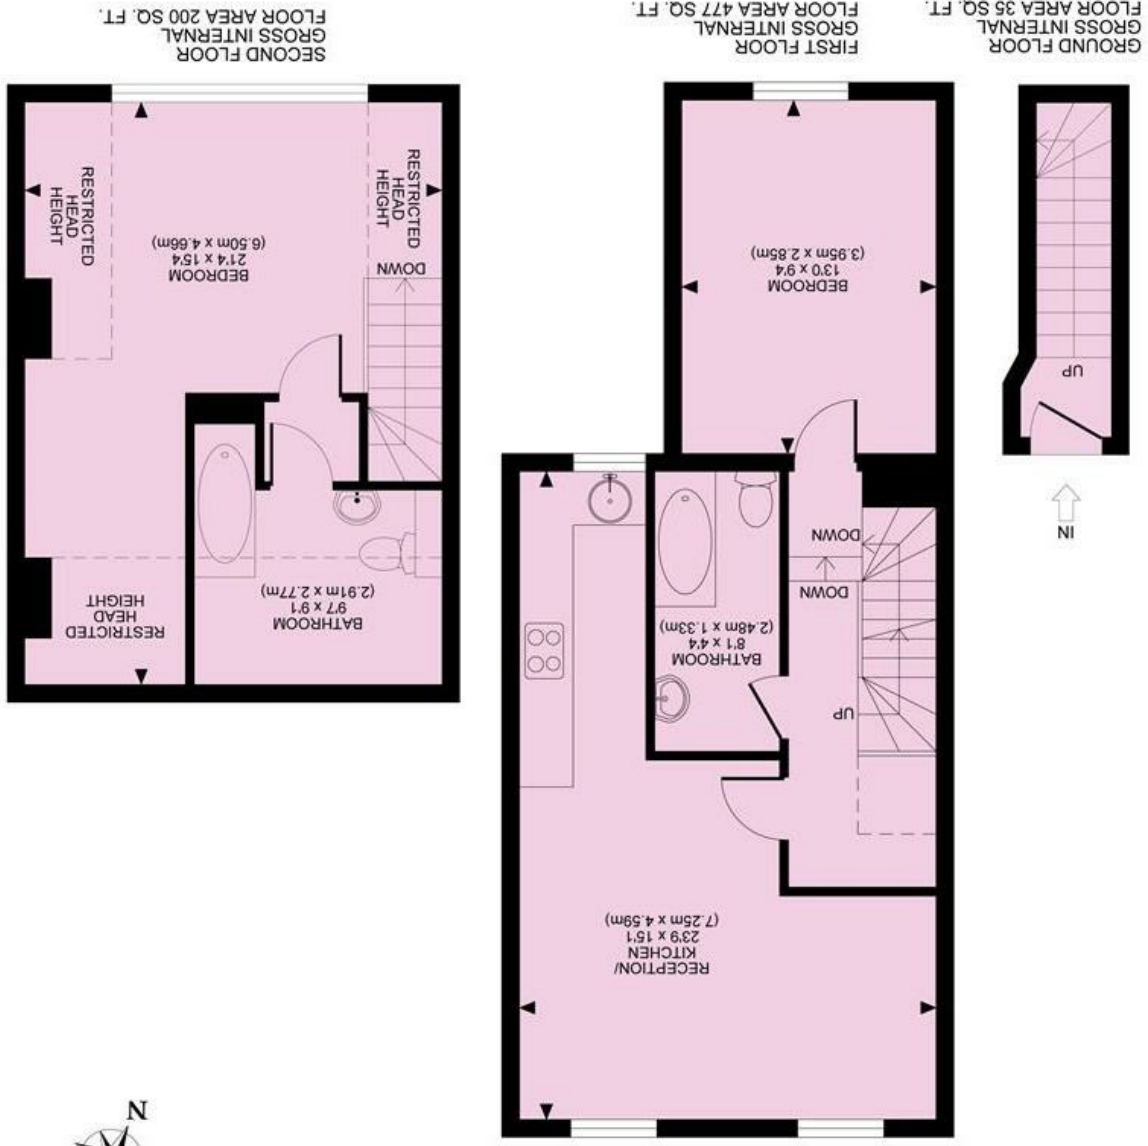 GROUND FLOOR
GROSS INTERNAL
FLOOR AREA 35 SQ. FT.
IN
UP
FIRST FLOOR
GROSS INTERNAL
FLOOR AREA 477 SQ. FT.
RECEPTION/
KITCHEN
23'9 x 15'1
(7.25m x 4.59m)
UP
BATHROOM
8'1 x 4'4
(2.48m x 1.33m)
DOWN
DOWN
BEDROOM
13'0 x 9'4
(3.95m x 2.85m)
SECOND FLOOR
GROSS INTERNAL
FLOOR AREA 200 SQ. FT.
BATHROOM
9'7 x 9'1
(2.91m x 2.77m)
RESTRICTED
HEAD
HEIGHT
DOWN
BEDROOM
21'4 x 15'4
(6.50m x 4.66m)
RESTRICTED
HEAD
HEIGHT
RESTRICTED
HEAD
HEIGHT
N